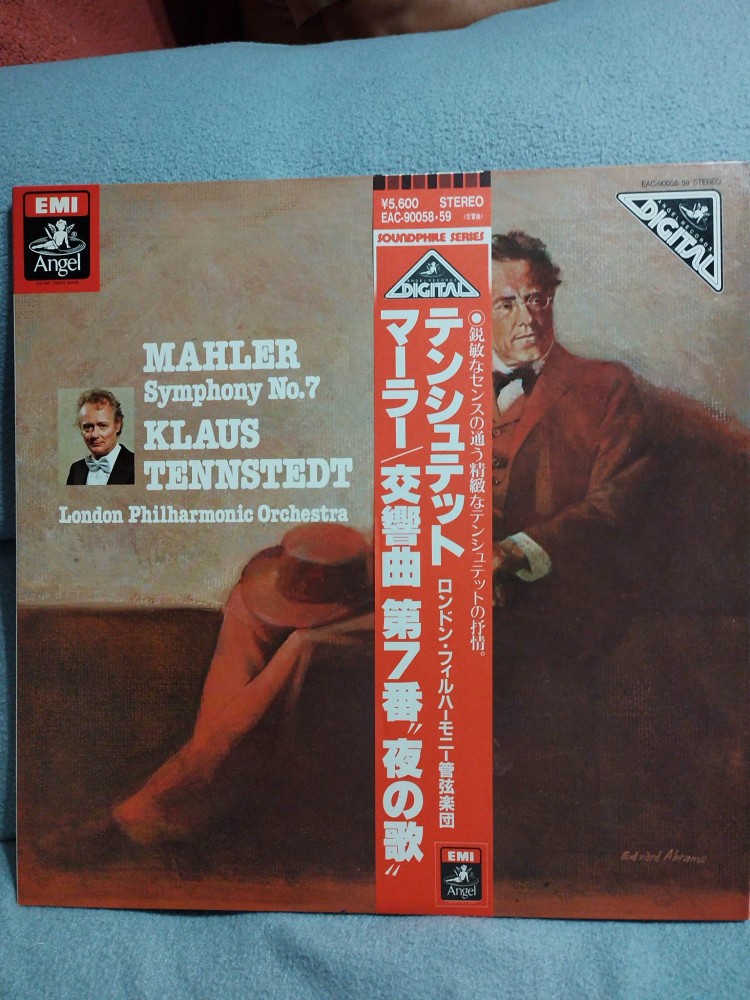 EMI
Angel
MAHLER
Symphony No.7
KLAUS
TENNSTEDT
London Philharmonic Orchestra
¥5,600 STEREO
EAC-90058・59
SOUNDPHILE SERIES
ANGEL RECORDS
DIGITAL
◉鋭敏なセンスの通う精緻なテンシュテットの抒情。
テンシュテット
ロンドン・フィルハーモニー管弦楽団
マーラー/交響曲 第7番〝夜の歌〟
EMI
Angel
EAC-90058・59 STEREO
ANGEL RECORDS
DIGITAL
Edward Abrams